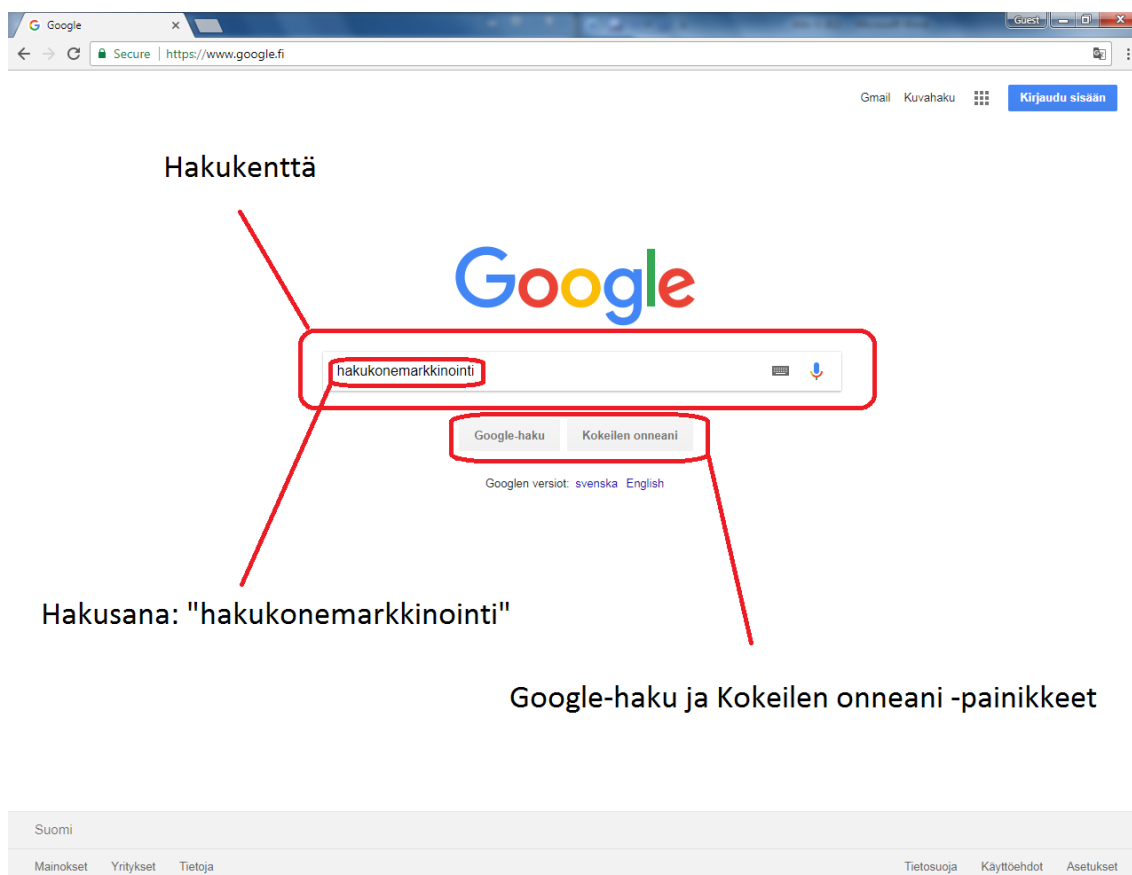 Google
Guest
Secure | https://www.google.fi
Gmail Kuvahaku Kirjaudu sisään
Hakukenttä
Google
hakukonemarkkinointi
Google-haku Kokeilen onneani
Googlen versiot: svenska English
Hakusana: "hakukonemarkkinointi"
Google-haku ja Kokeilen onneani -painikkeet
Suomi
Mainokset Yritykset Tietoja Tietosuoja Käyttöehdot Asetukset